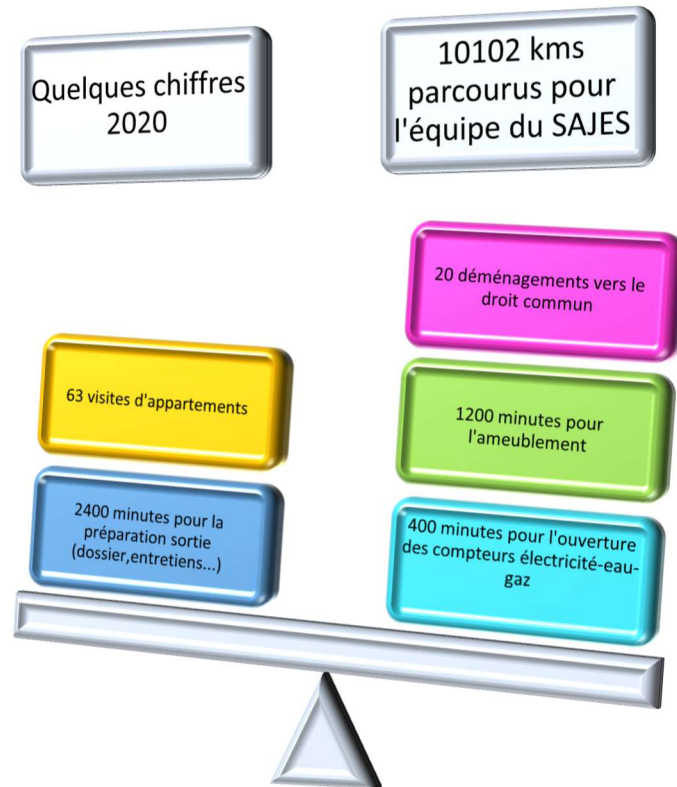 Quelques chiffres
2020
10102 kms
parcourus pour
l'équipe du SAJES
63 visites d'appartements
2400 minutes pour la
préparation sortie
(dossier,entretiens...)
20 déménagements vers le
droit commun
1200 minutes pour
l'ameublement
400 minutes pour l'ouverture
des compteurs électricité-eau-
gaz